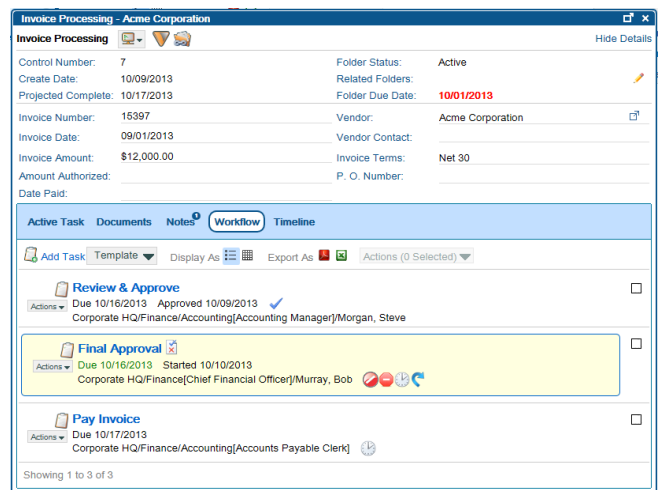 Invoice Processing - Acme Corporation
Invoice Processing Hide Details
Control Number: 7 Folder Status: Active
Create Date: 10/09/2013 Related Folders:
Projected Complete: 10/17/2013 Folder Due Date: 10/01/2013
Invoice Number: 15397 Vendor: Acme Corporation
Invoice Date: 09/01/2013 Vendor Contact:
Invoice Amount: $12,000.00 Invoice Terms: Net 30
Amount Authorized: P. O. Number:
Date Paid:
Active Task Documents Notes Workflow Timeline
Add Task Template Display As Export As Actions (0 Selected)
Review & Approve
Actions Due 10/16/2013 Approved 10/09/2013
Corporate HQ/Finance/Accounting[Accounting Manager]/Morgan, Steve
Final Approval
Actions Due 10/16/2013 Started 10/10/2013
Corporate HQ/Finance[Chief Financial Officer]/Murray, Bob
Pay Invoice
Actions Due 10/17/2013
Corporate HQ/Finance/Accounting[Accounts Payable Clerk]
Showing 1 to 3 of 3